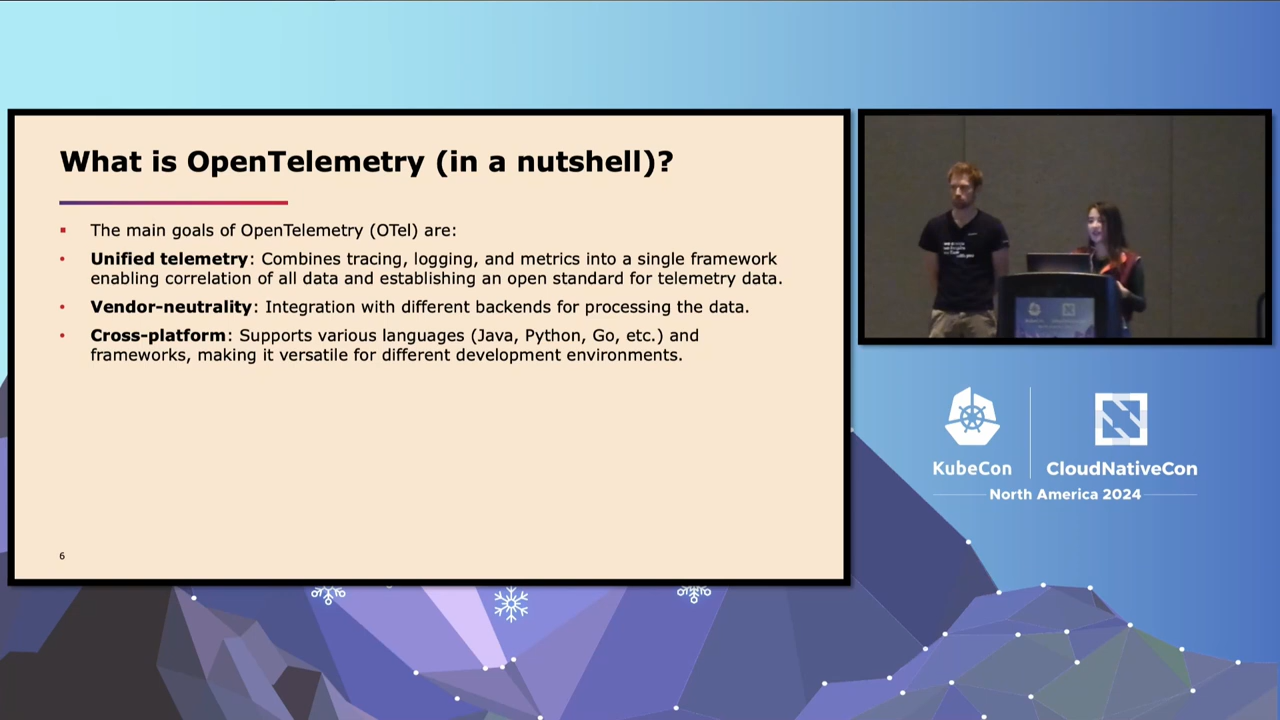 What is OpenTelemetry (in a nutshell)?
▪ The main goals of OpenTelemetry (OTel) are:
• Unified telemetry: Combines tracing, logging, and metrics into a single framework
enabling correlation of all data and establishing an open standard for telemetry data.
• Vendor-neutrality: Integration with different backends for processing the data.
• Cross-platform: Supports various languages (Java, Python, Go, etc.) and
frameworks, making it versatile for different development environments.
6
KubeCon
CloudNativeCon
North America 2024